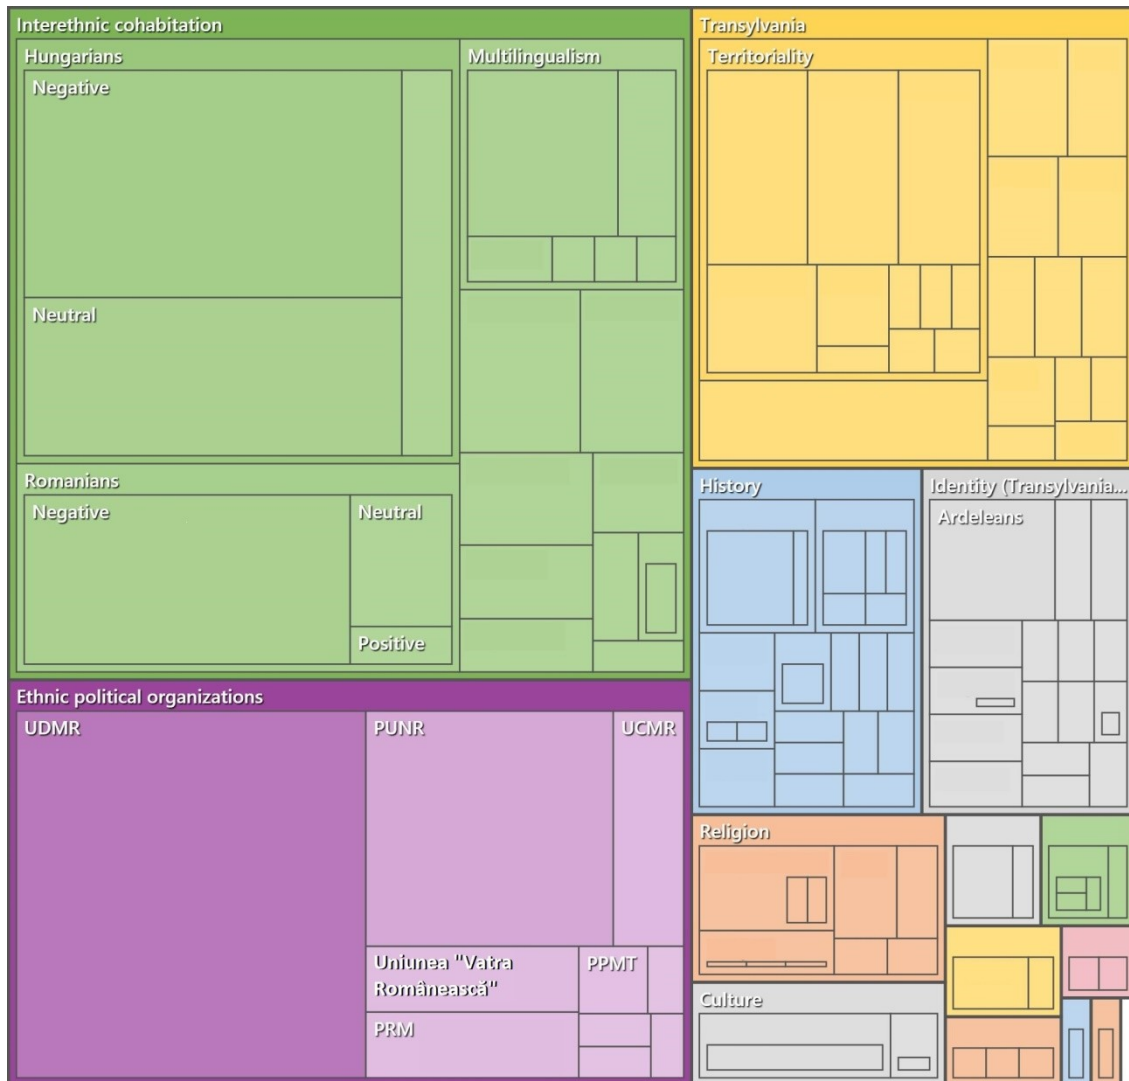 Interethnic cohabitation
Hungarians
Negative
Neutral
Romanians
Negative
Neutral
Positive
Multilingualism
Ethnic political organizations
UDMR
PUNR
UCMR
Uniunea "Vatra
Românească"
PPMT
PRM
Transylvania
Territoriality
History
Identity (Transylvania...
Ardeleans
Religion
Culture